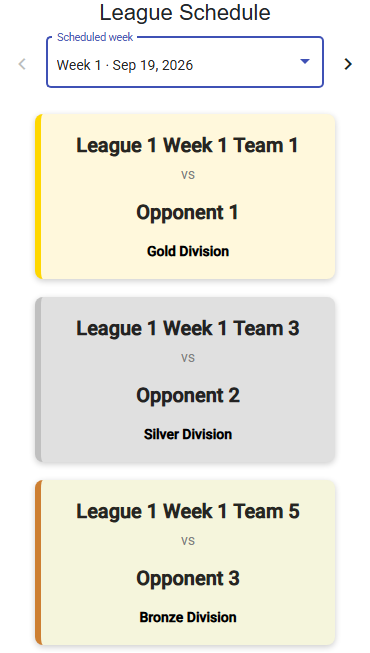 League Schedule
Scheduled week
Week 1 · Sep 19, 2026
League 1 Week 1 Team 1
vs
Opponent 1
Gold Division
League 1 Week 1 Team 3
vs
Opponent 2
Silver Division
League 1 Week 1 Team 5
vs
Opponent 3
Bronze Division